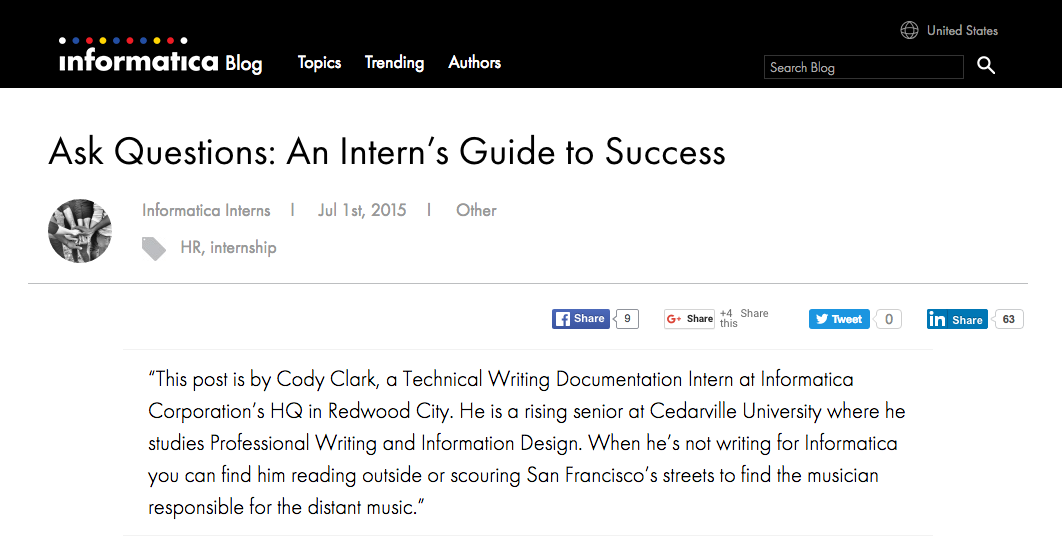 United States
informatica Blog Topics Trending Authors
Search Blog
Ask Questions: An Intern’s Guide to Success
Informatica Interns | Jul 1st, 2015 | Other
HR, internship
Share 9
G+ Share +4 Share this
Tweet 0
in Share 63
“This post is by Cody Clark, a Technical Writing Documentation Intern at Informatica
Corporation’s HQ in Redwood City. He is a rising senior at Cedarville University where he
studies Professional Writing and Information Design. When he’s not writing for Informatica
you can find him reading outside or scouring San Francisco’s streets to find the musician
responsible for the distant music.”